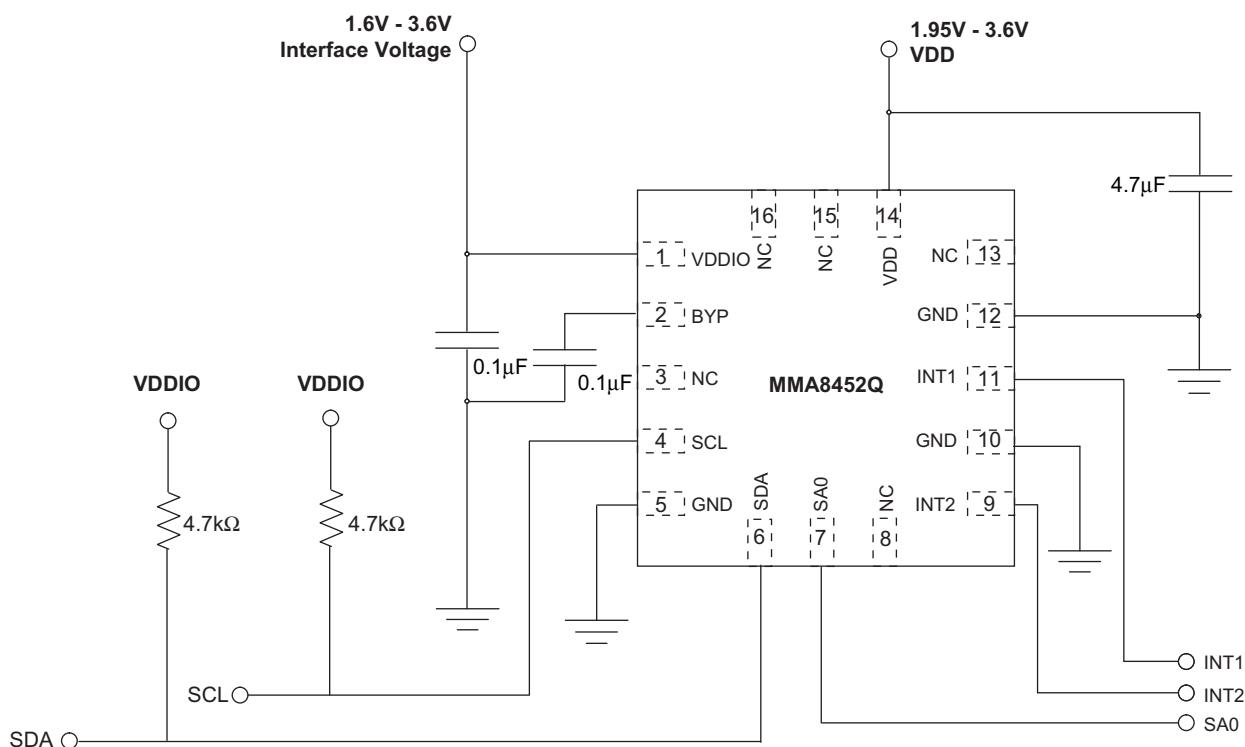 1.6V - 3.6V
Interface Voltage
1.95V - 3.6V
VDD
4.7μF
16
NC
15
NC
14
VDD
1
VDDIO
NC
13
2
BYP
GND
12
0.1μF
0.1μF
3
NC
MMA8452Q
INT1
11
VDDIO
VDDIO
4
SCL
GND
10
5
GND
SDA
6
SA0
7
NC
8
INT2
9
4.7kΩ
4.7kΩ
INT1
SCL
INT2
SA0
SDA